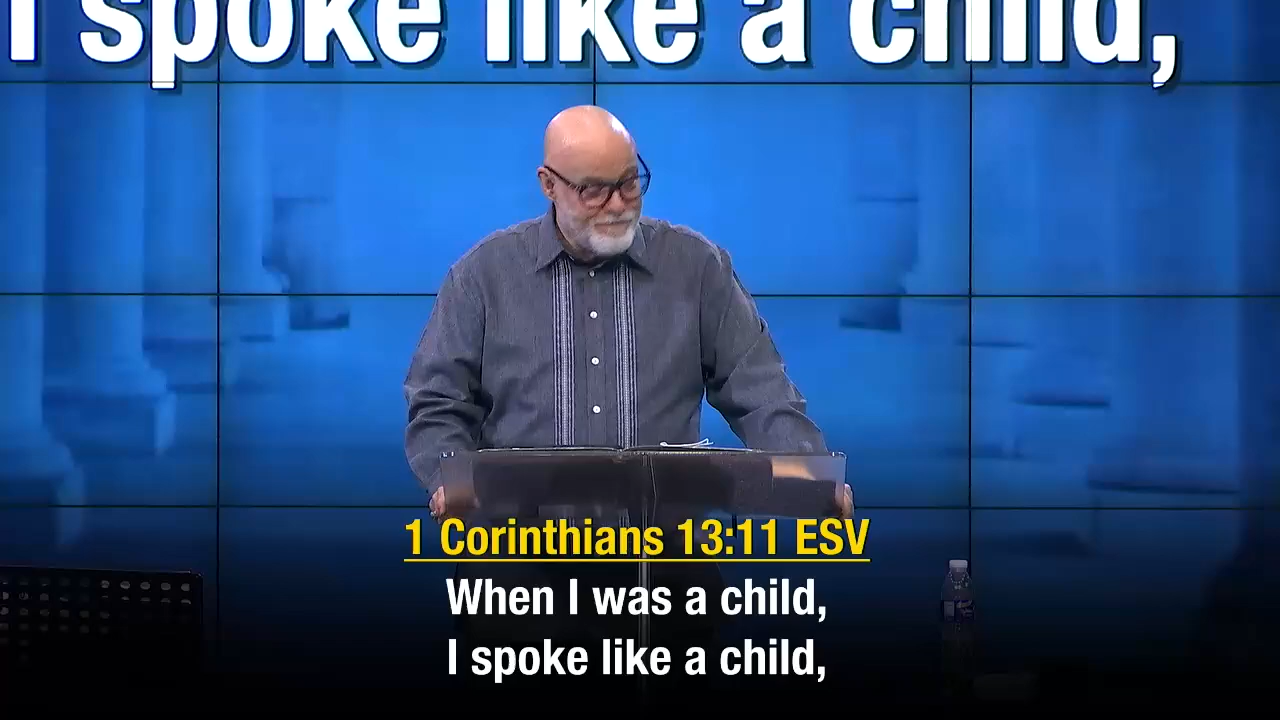 I spoke like a child,
1 Corinthians 13:11 ESV
When I was a child,
I spoke like a child,